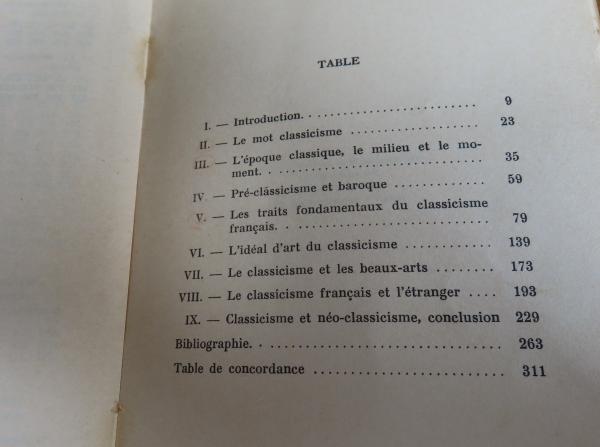 TABLE
I. — Introduction. . . . . . . . . . . . . . . . . . . . . . . . . . 9
II. — Le mot classicisme . . . . . . . . . . . . . . . . . . . 23
III. — L'époque classique, le milieu et le mo-
ment. . . . . . . . . . . . . . . . . . . . . . . . . . . . . . 35
IV. — Pré-classicisme et baroque . . . . . . . . . . . . . 59
V. — Les traits fondamentaux du classicisme
français. . . . . . . . . . . . . . . . . . . . . . . . . . . . 79
VI. — L'idéal d'art du classicisme . . . . . . . . . . . . 139
VII. — Le classicisme et les beaux-arts . . . . . . . . 173
VIII. — Le classicisme français et l'étranger . . . . 193
IX. — Classicisme et néo-classicisme, conclusion 229
Bibliographie. . . . . . . . . . . . . . . . . . . . . . . . . . . . . . . . . 263
Table de concordance . . . . . . . . . . . . . . . . . . . . . . . . . 311